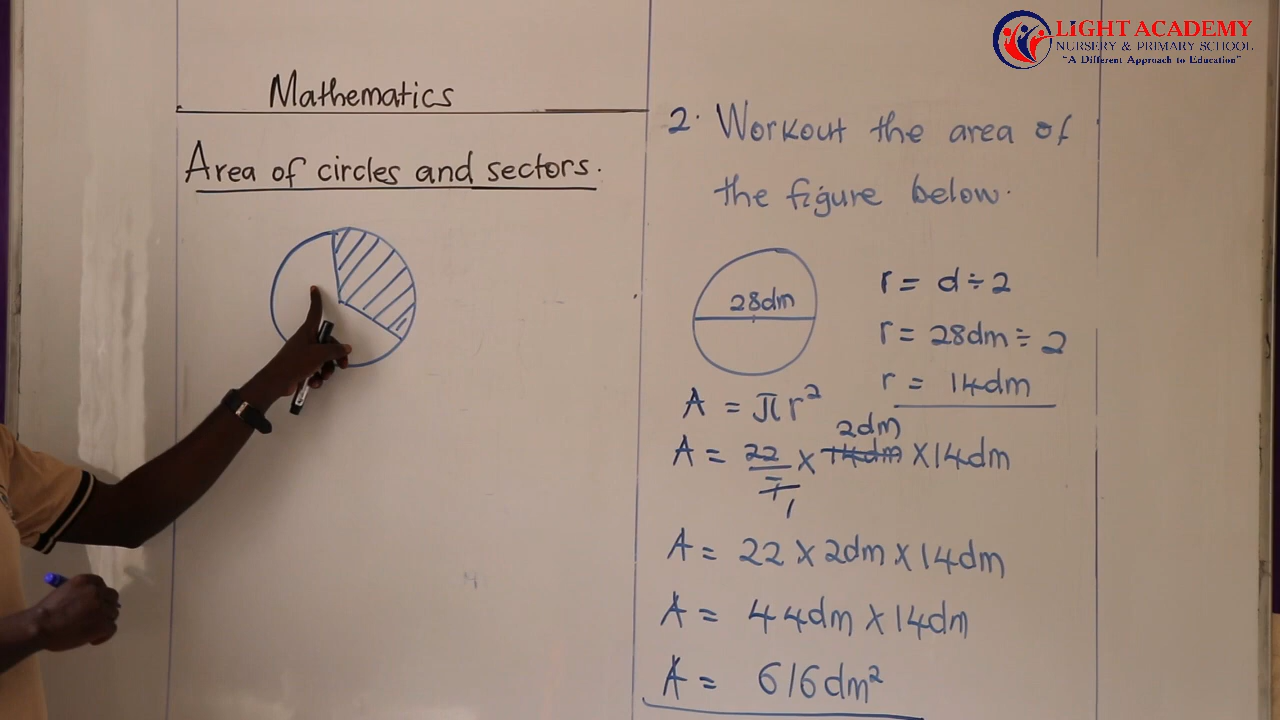 LIGHT ACADEMY
NURSERY & PRIMARY SCHOOL
"A Different Approach to Education"
Mathematics
Area of circles and sectors.
2. Workout the area of
the figure below.
28dm
r = d ÷ 2
r = 28dm ÷ 2
r = 14dm
A = πr²
2dm
A = 22/7 × 14dm × 14dm
1
A = 22 × 2dm × 14dm
A = 44dm × 14dm
A = 616dm²